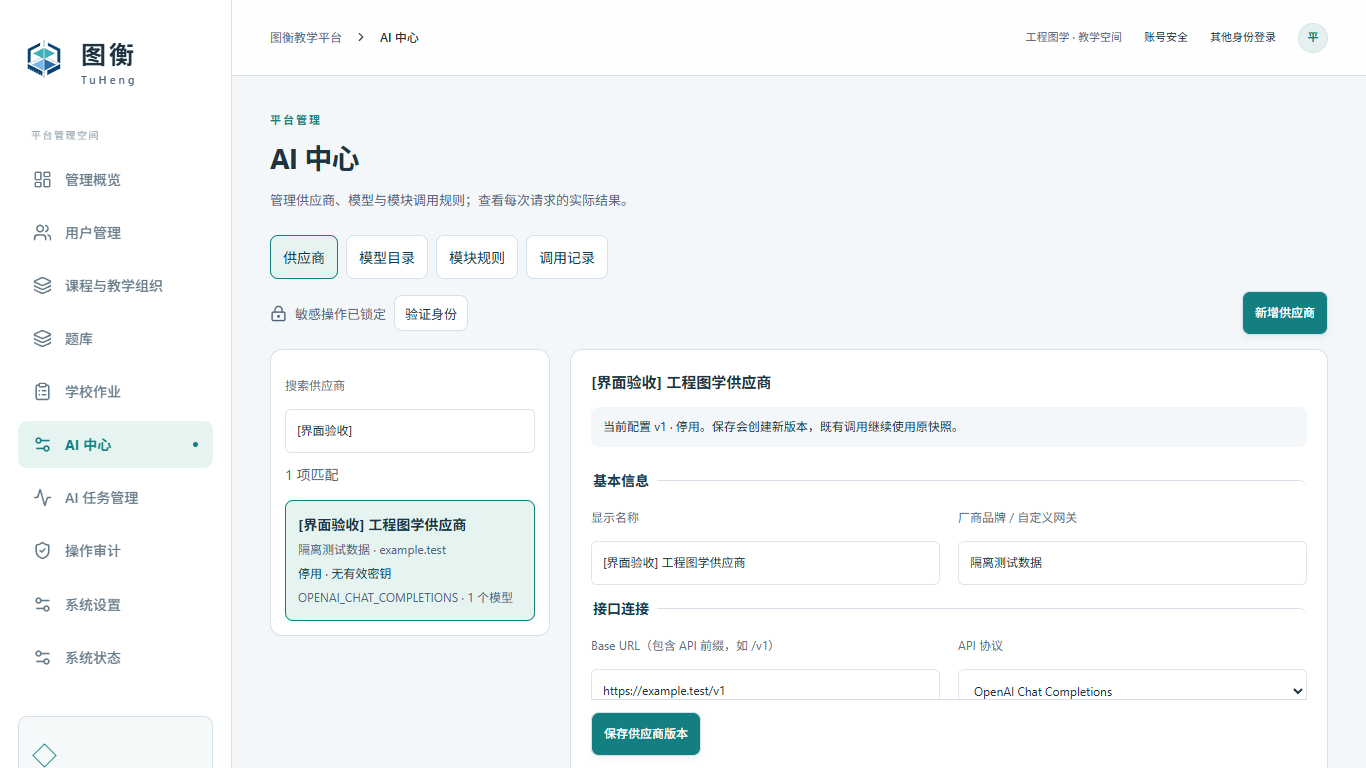 图衡
TuHeng
平台管理空间
管理概览
用户管理
课程与教学组织
题库
学校作业
AI 中心
AI 任务管理
操作审计
系统设置
系统状态
图衡教学平台 > AI 中心
工程图学 · 教学空间 账号安全 其他身份登录 平
平台管理
AI 中心
管理供应商、模型与模块调用规则；查看每次请求的实际结果。
供应商 模型目录 模块规则 调用记录
敏感操作已锁定 验证身份 新增供应商
搜索供应商
[界面验收]
1 项匹配
[界面验收] 工程图学供应商
隔离测试数据 · example.test
停用 · 无有效密钥
OPENAI_CHAT_COMPLETIONS · 1 个模型
[界面验收] 工程图学供应商
当前配置 v1 · 停用。保存会创建新版本，既有调用继续使用原快照。
基本信息
显示名称 厂商品牌 / 自定义网关
[界面验收] 工程图学供应商 隔离测试数据
接口连接
Base URL（包含 API 前缀，如 /v1） API 协议
https://example.test/v1 OpenAI Chat Completions
保存供应商版本